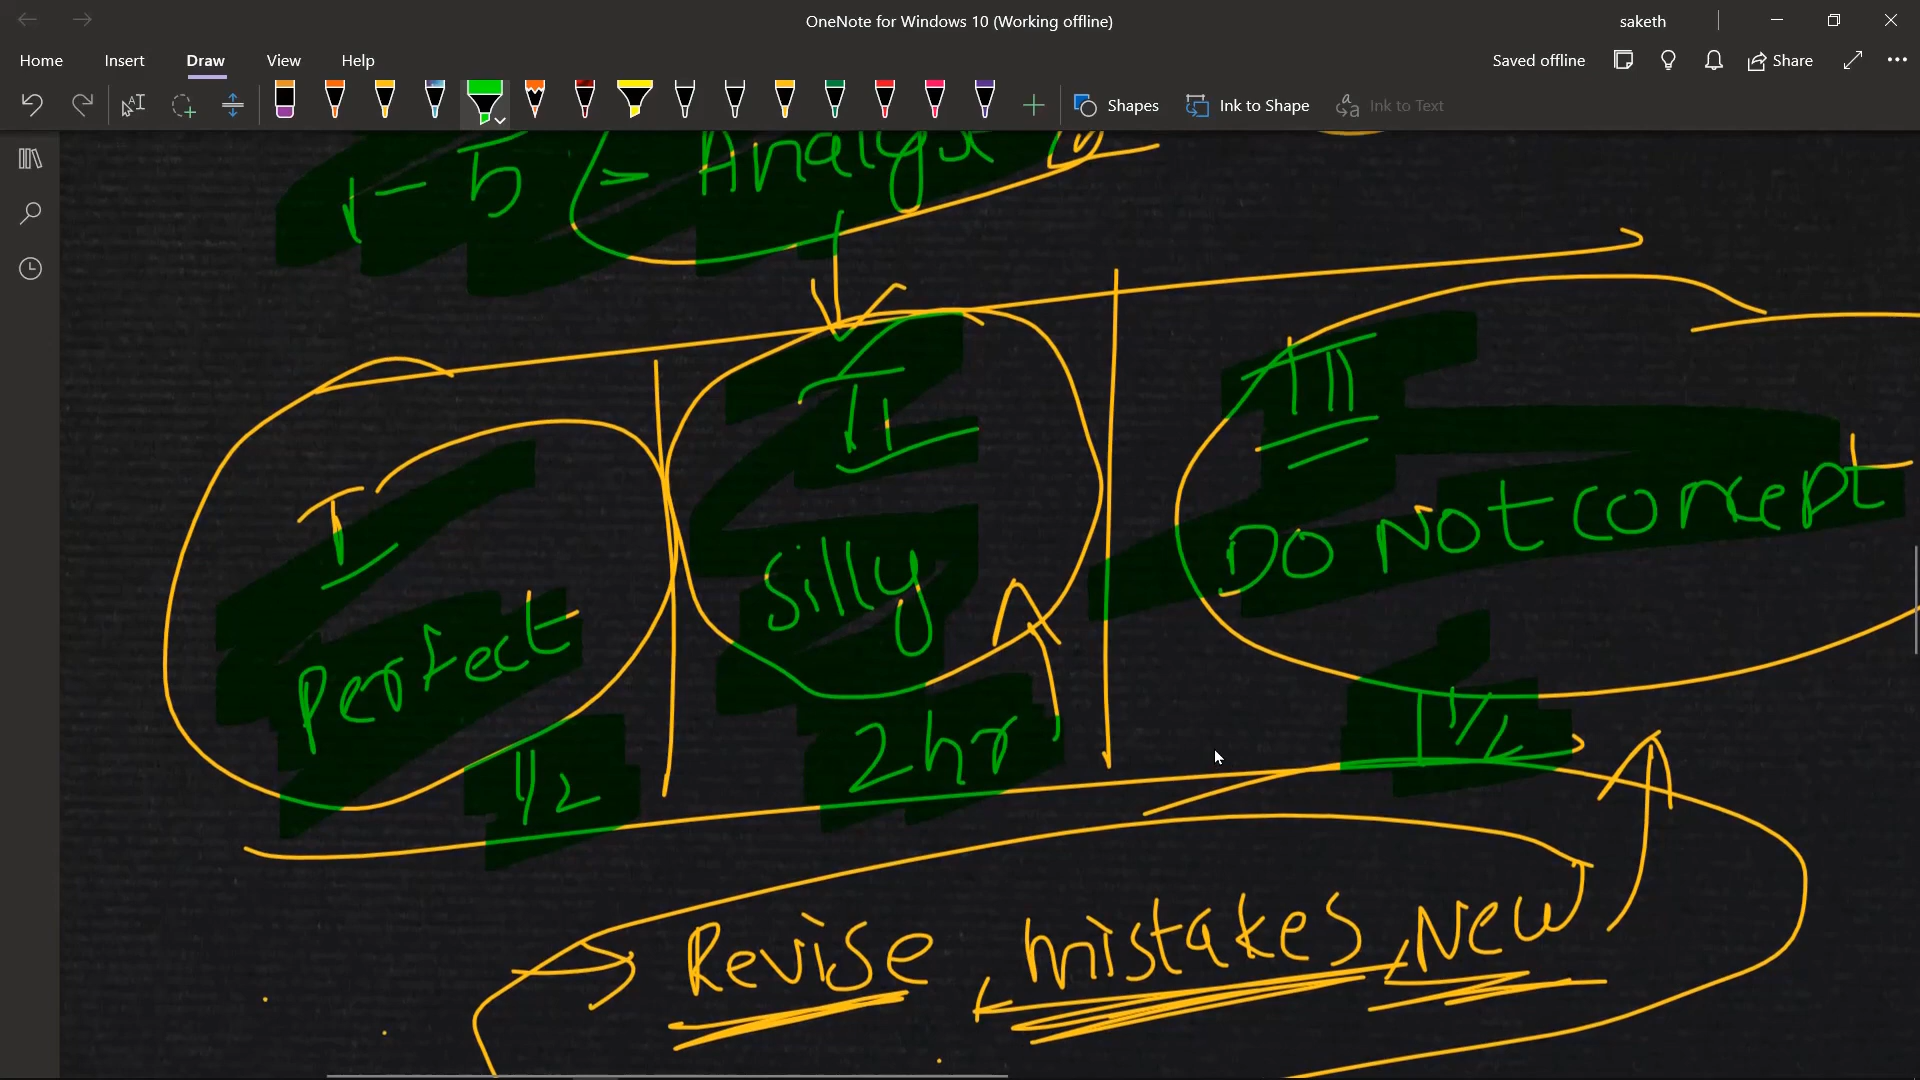 OneNote for Windows 10 (Working offline)
saketh
Home Insert Draw View Help
Saved offline
Share
Shapes
Ink to Shape
Ink to Text
1-5
I
II
III
Perfect
Silly
DO NOT concept
1/2
2hr
1 1/2
Revise, mistakes, New